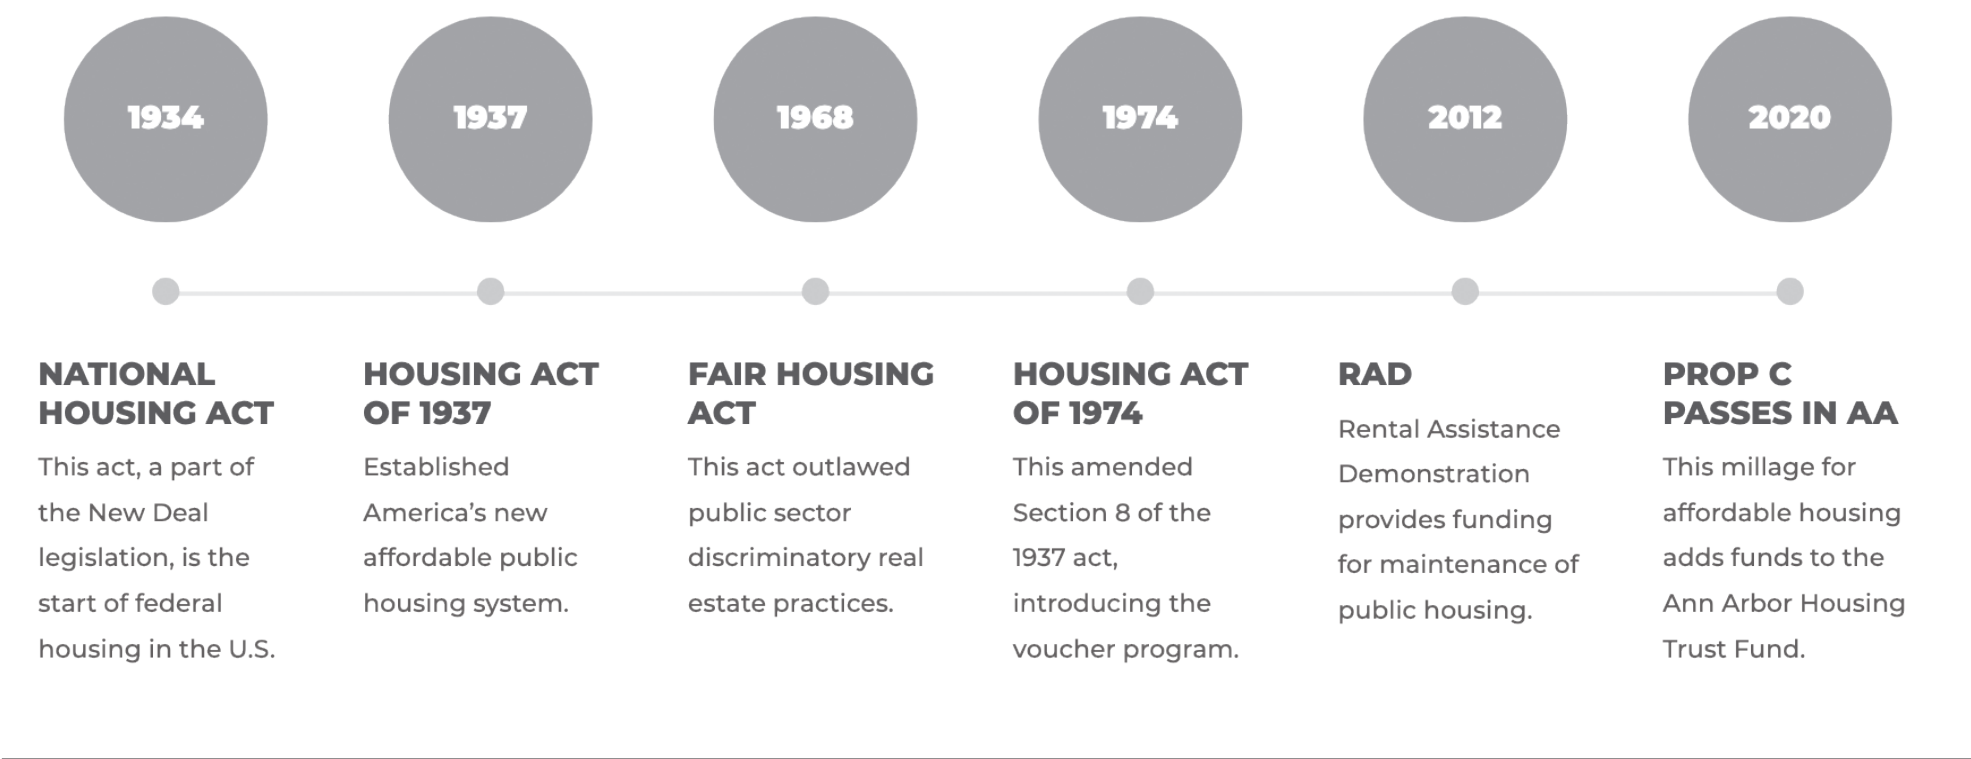 1934
1937
1968
1974
2012
2020
NATIONAL
HOUSING ACT
This act, a part of
the New Deal
legislation, is the
start of federal
housing in the U.S.
HOUSING ACT
OF 1937
Established
America's new
affordable public
housing system.
FAIR HOUSING
ACT
This act outlawed
public sector
discriminatory real
estate practices.
HOUSING ACT
OF 1974
This amended
Section 8 of the
1937 act,
introducing the
voucher program.
RAD
Rental Assistance
Demonstration
provides funding
for maintenance of
public housing.
PROP C
PASSES IN AA
This millage for
affordable housing
adds funds to the
Ann Arbor Housing
Trust Fund.